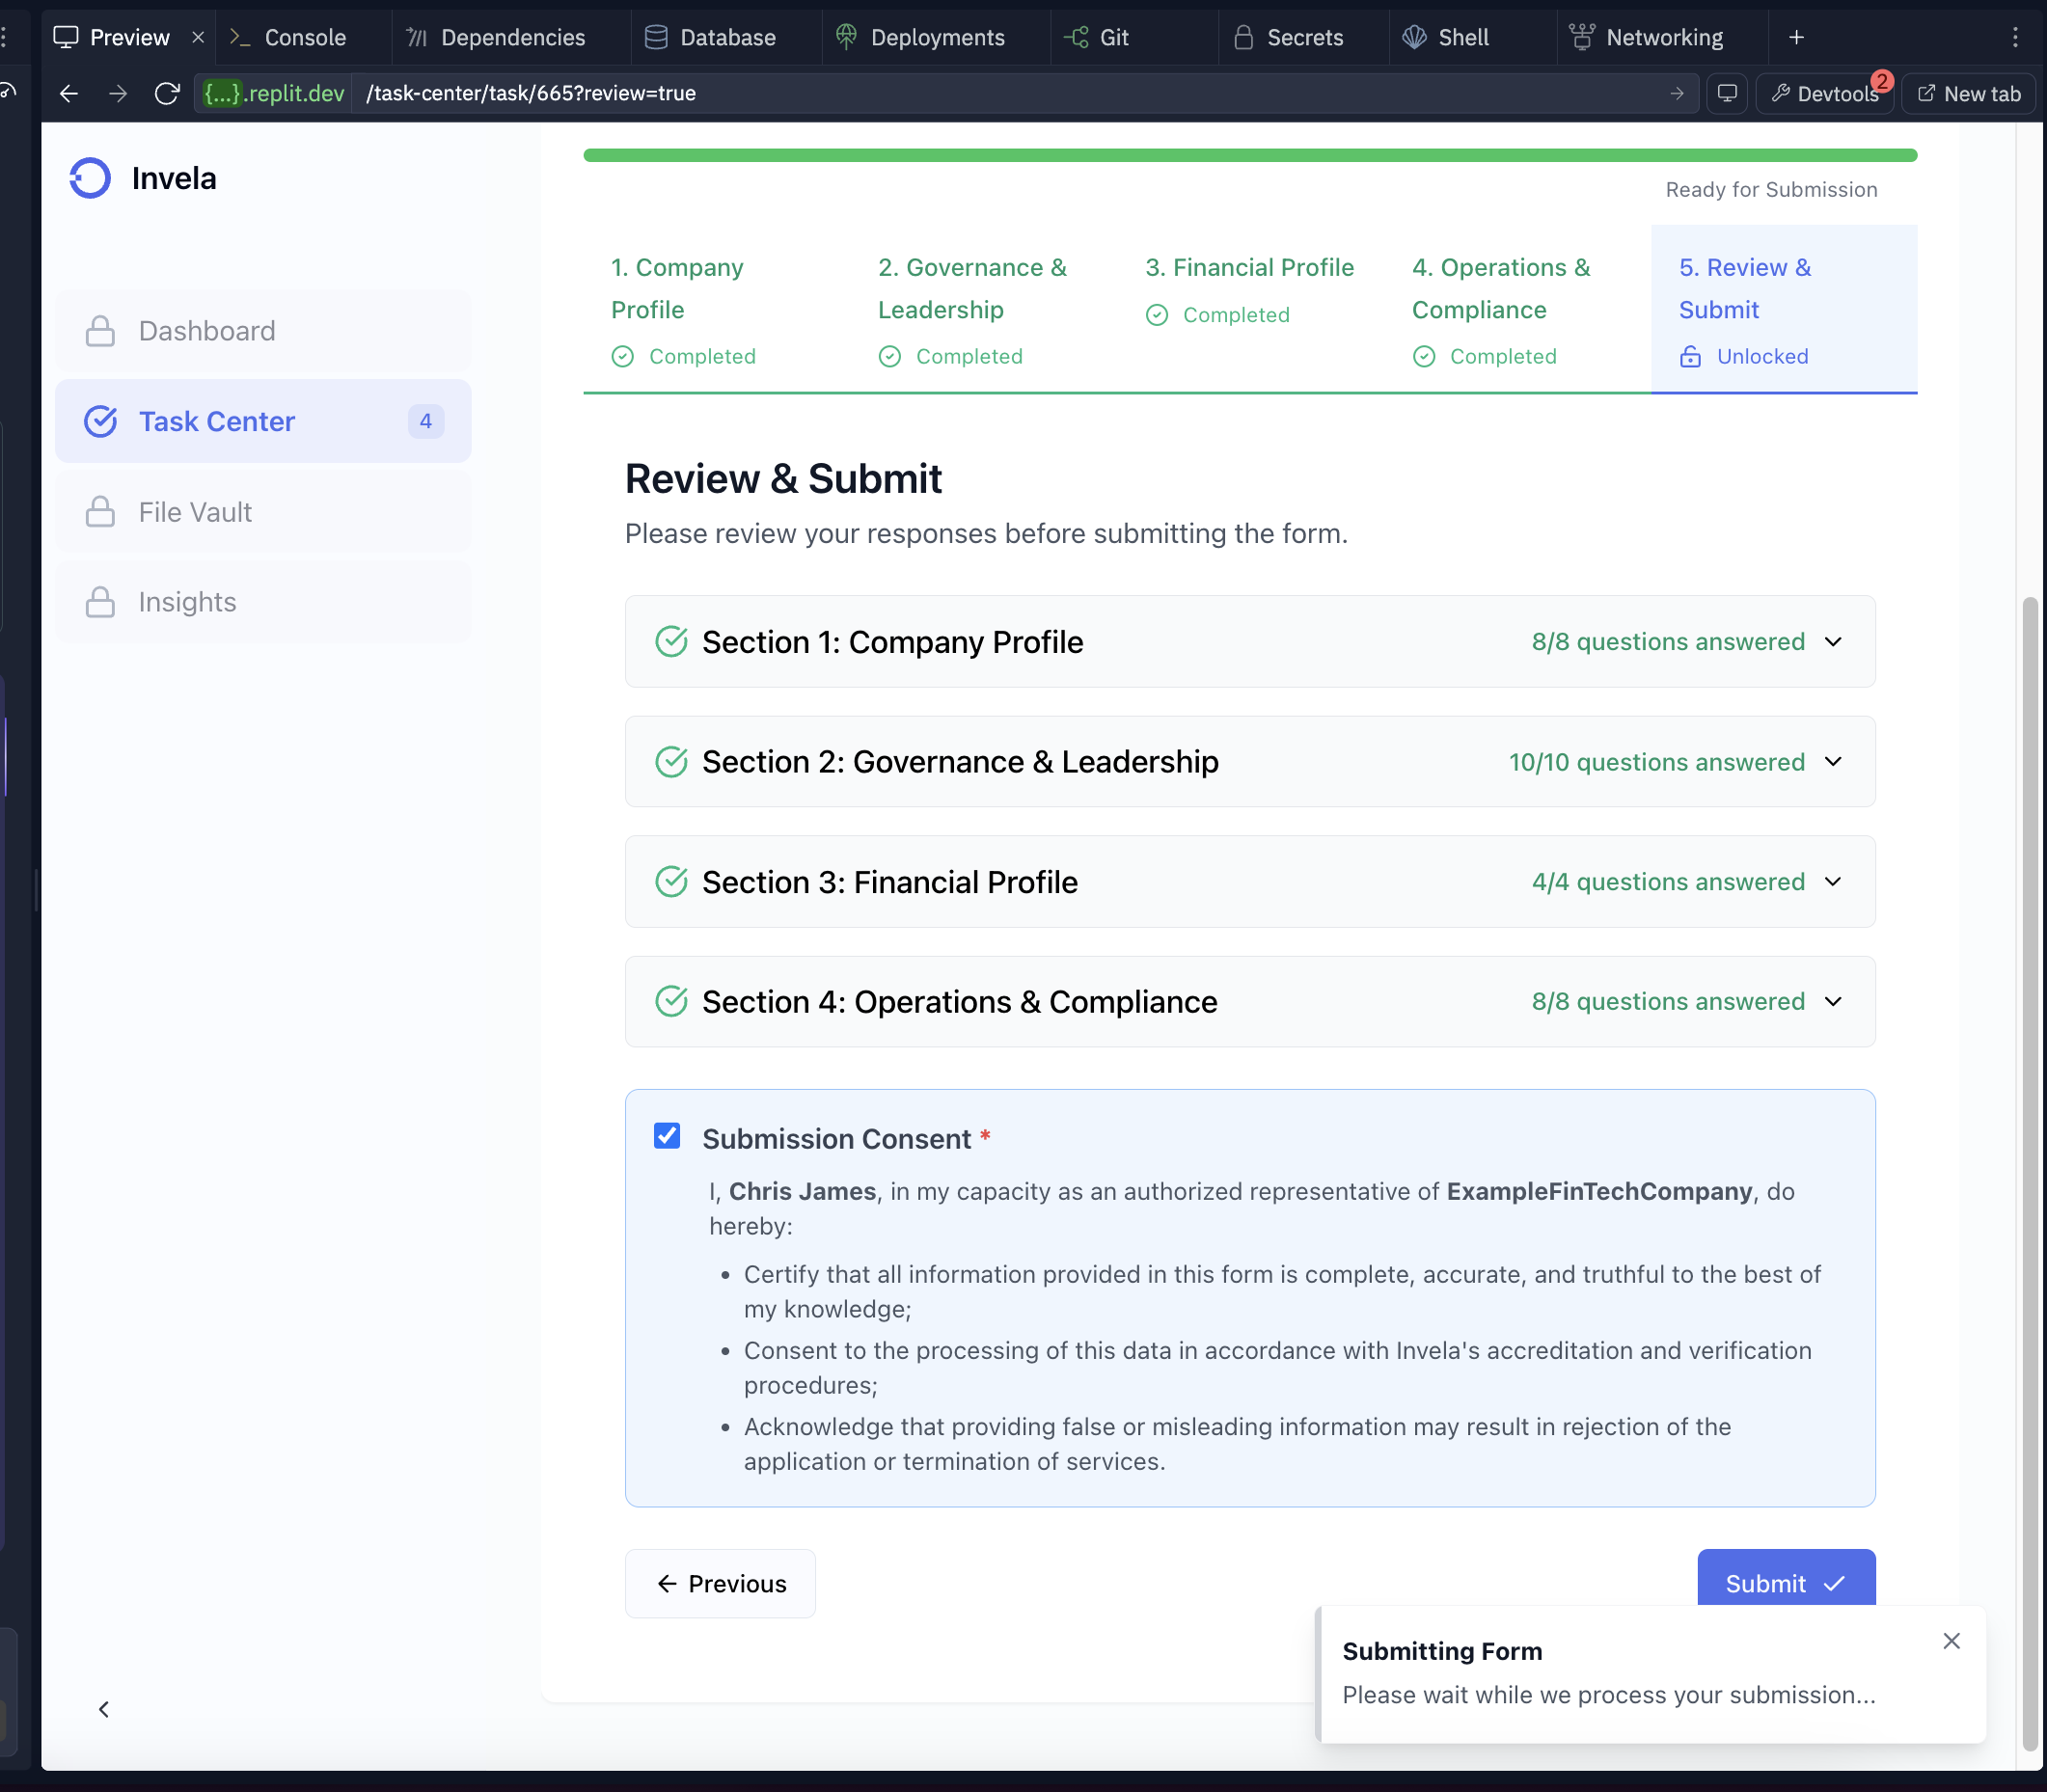 Preview
Console
Dependencies
Database
Deployments
Git
Secrets
Shell
Networking
{...}.replit.dev
/task-center/task/665?review=true
Devtools
2
New tab
Invela
Dashboard
Task Center
4
File Vault
Insights
Ready for Submission
1. Company
Profile
Completed
2. Governance &
Leadership
Completed
3. Financial Profile
Completed
4. Operations &
Compliance
Completed
5. Review &
Submit
Unlocked
Review & Submit
Please review your responses before submitting the form.
Section 1: Company Profile
8/8 questions answered
Section 2: Governance & Leadership
10/10 questions answered
Section 3: Financial Profile
4/4 questions answered
Section 4: Operations & Compliance
8/8 questions answered
Submission Consent *
I, Chris James, in my capacity as an authorized representative of ExampleFinTechCompany, do
hereby:
• Certify that all information provided in this form is complete, accurate, and truthful to the best of
my knowledge;
• Consent to the processing of this data in accordance with Invela's accreditation and verification
procedures;
• Acknowledge that providing false or misleading information may result in rejection of the
application or termination of services.
Previous
Submit
Submitting Form
Please wait while we process your submission...